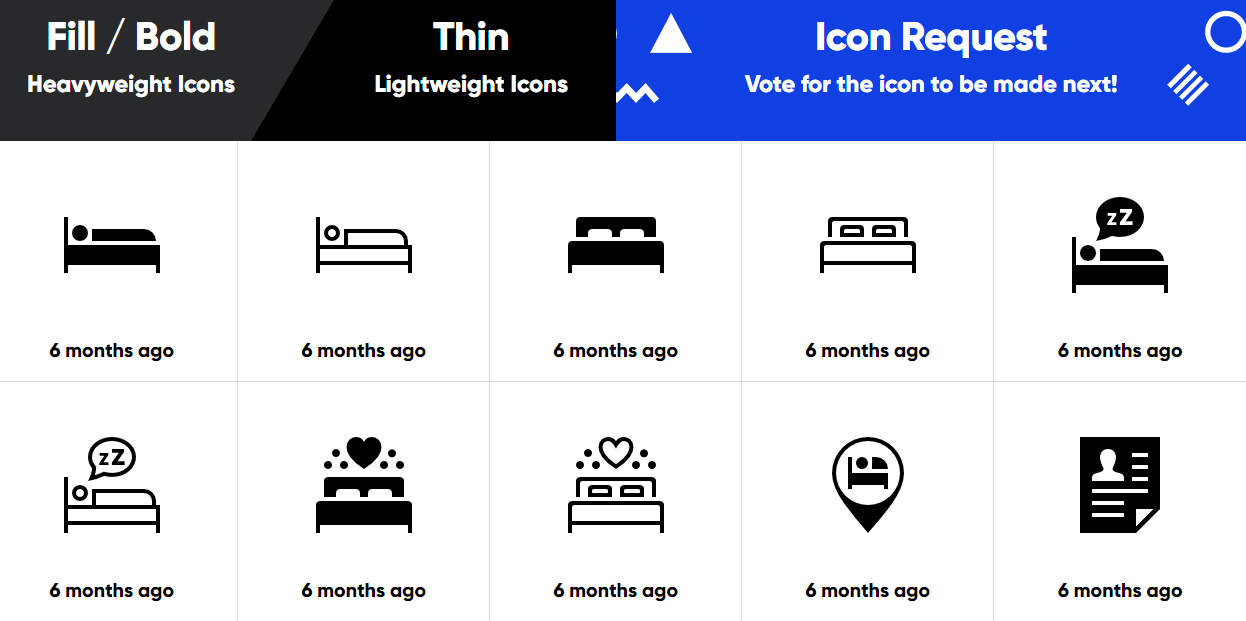 Fill / Bold
Heavyweight Icons
Thin
Lightweight Icons
Icon Request
Vote for the icon to be made next!
zZ
6 months ago
6 months ago
6 months ago
6 months ago
6 months ago
zZ
6 months ago
6 months ago
6 months ago
6 months ago
6 months ago